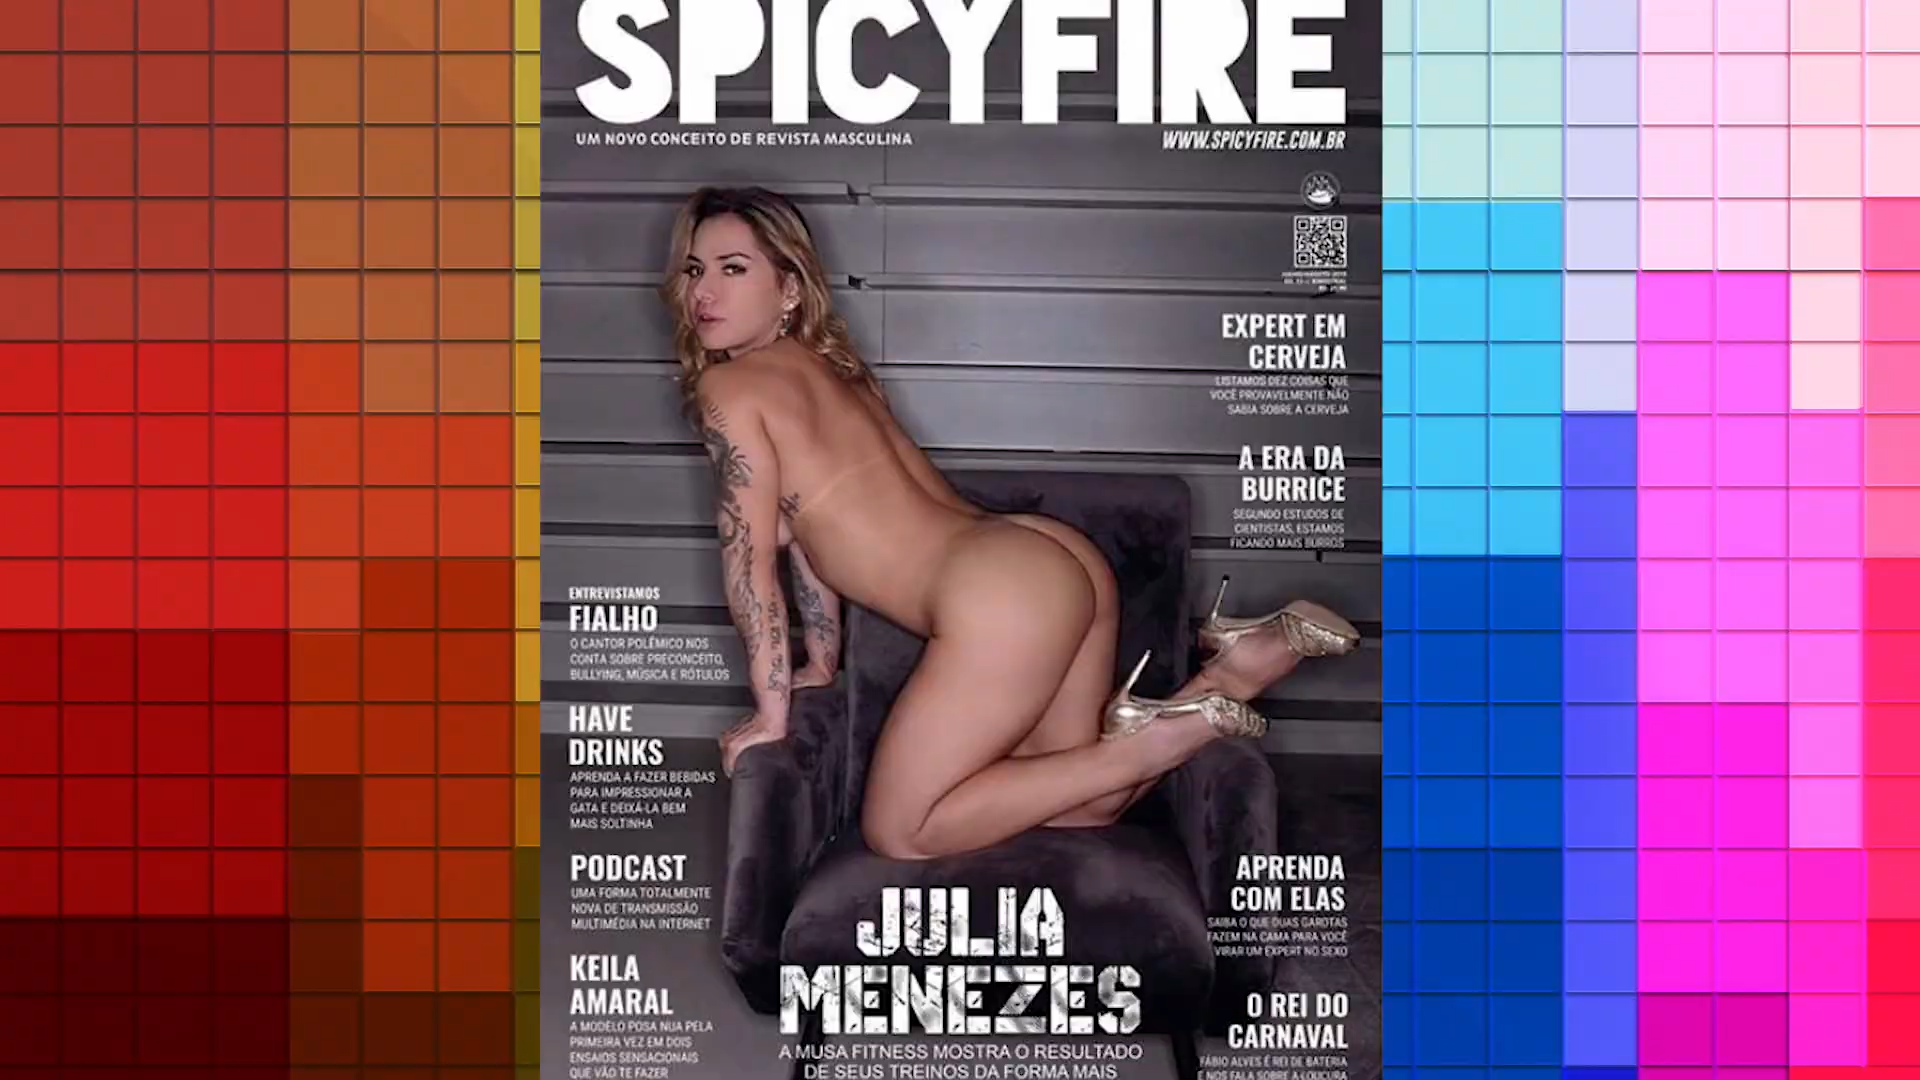 SPICYFIRE
UM NOVO CONCEITO DE REVISTA MASCULINA
WWW.SPICYFIRE.COM.BR
EXPERT EM
CERVEJA
LISTAMOS DEZ COISAS QUE
VOCÊ PROVAVELMENTE NÃO
SABIA SOBRE A CERVEJA
A ERA DA
BURRICE
SEGUNDO ESTUDOS DE
CIENTISTAS, ESTAMOS
FICANDO MAIS BURROS
ENTREVISTAMOS
FIALHO
O CANTOR POLÊMICO NOS
CONTA SOBRE PRECONCEITO,
BULLYING, MÚSICA E RÓTULOS
HAVE
DRINKS
APRENDA A FAZER BEBIDAS
PARA IMPRESSIONAR A
GATA E DEIXÁ-LA BEM
MAIS SOLTINHA
PODCAST
UMA FORMA TOTALMENTE
NOVA DE TRANSMISSÃO
MULTIMÉDIA NA INTERNET
KEILA
AMARAL
A MODELO POSA NUA PELA
PRIMEIRA VEZ EM DOIS
ENSAIOS SENSACIONAIS
QUE VÃO TE FAZER
JULIA
MENEZES
A MUSA FITNESS MOSTRA O RESULTADO
DE SEUS TREINOS DA FORMA MAIS
APRENDA
COM ELAS
SAIBA O QUE DUAS GAROTAS
FAZEM NA CAMA PARA VOCÊ
VIRAR UM EXPERT NO SEXO
O REI DO
CARNAVAL
FÁBIO ALVES É REI DE BATERIA
E NOS FALA SOBRE A LOUCURA